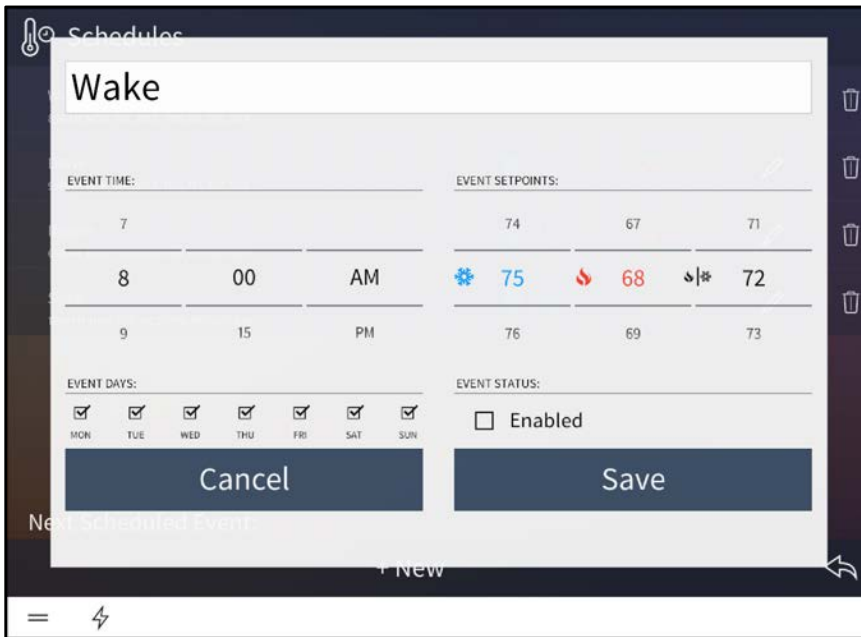 Schedules
Wake
EVENT TIME:
7
8 00 AM
9 15 PM
EVENT SETPOINTS:
74 67 71
75 68 72
76 69 73
EVENT DAYS:
MON TUE WED THU FRI SAT SUN
EVENT STATUS:
Enabled
Cancel
Save
Next Scheduled Event
+ New